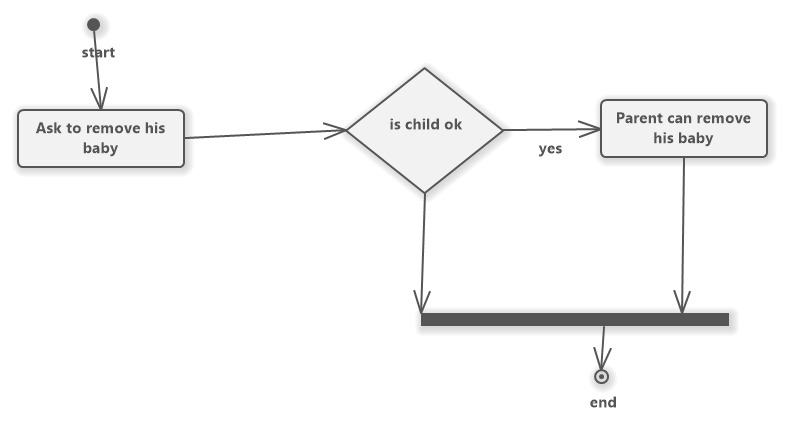 start
Ask to remove his
baby
is child ok
yes
Parent can remove
his baby
end